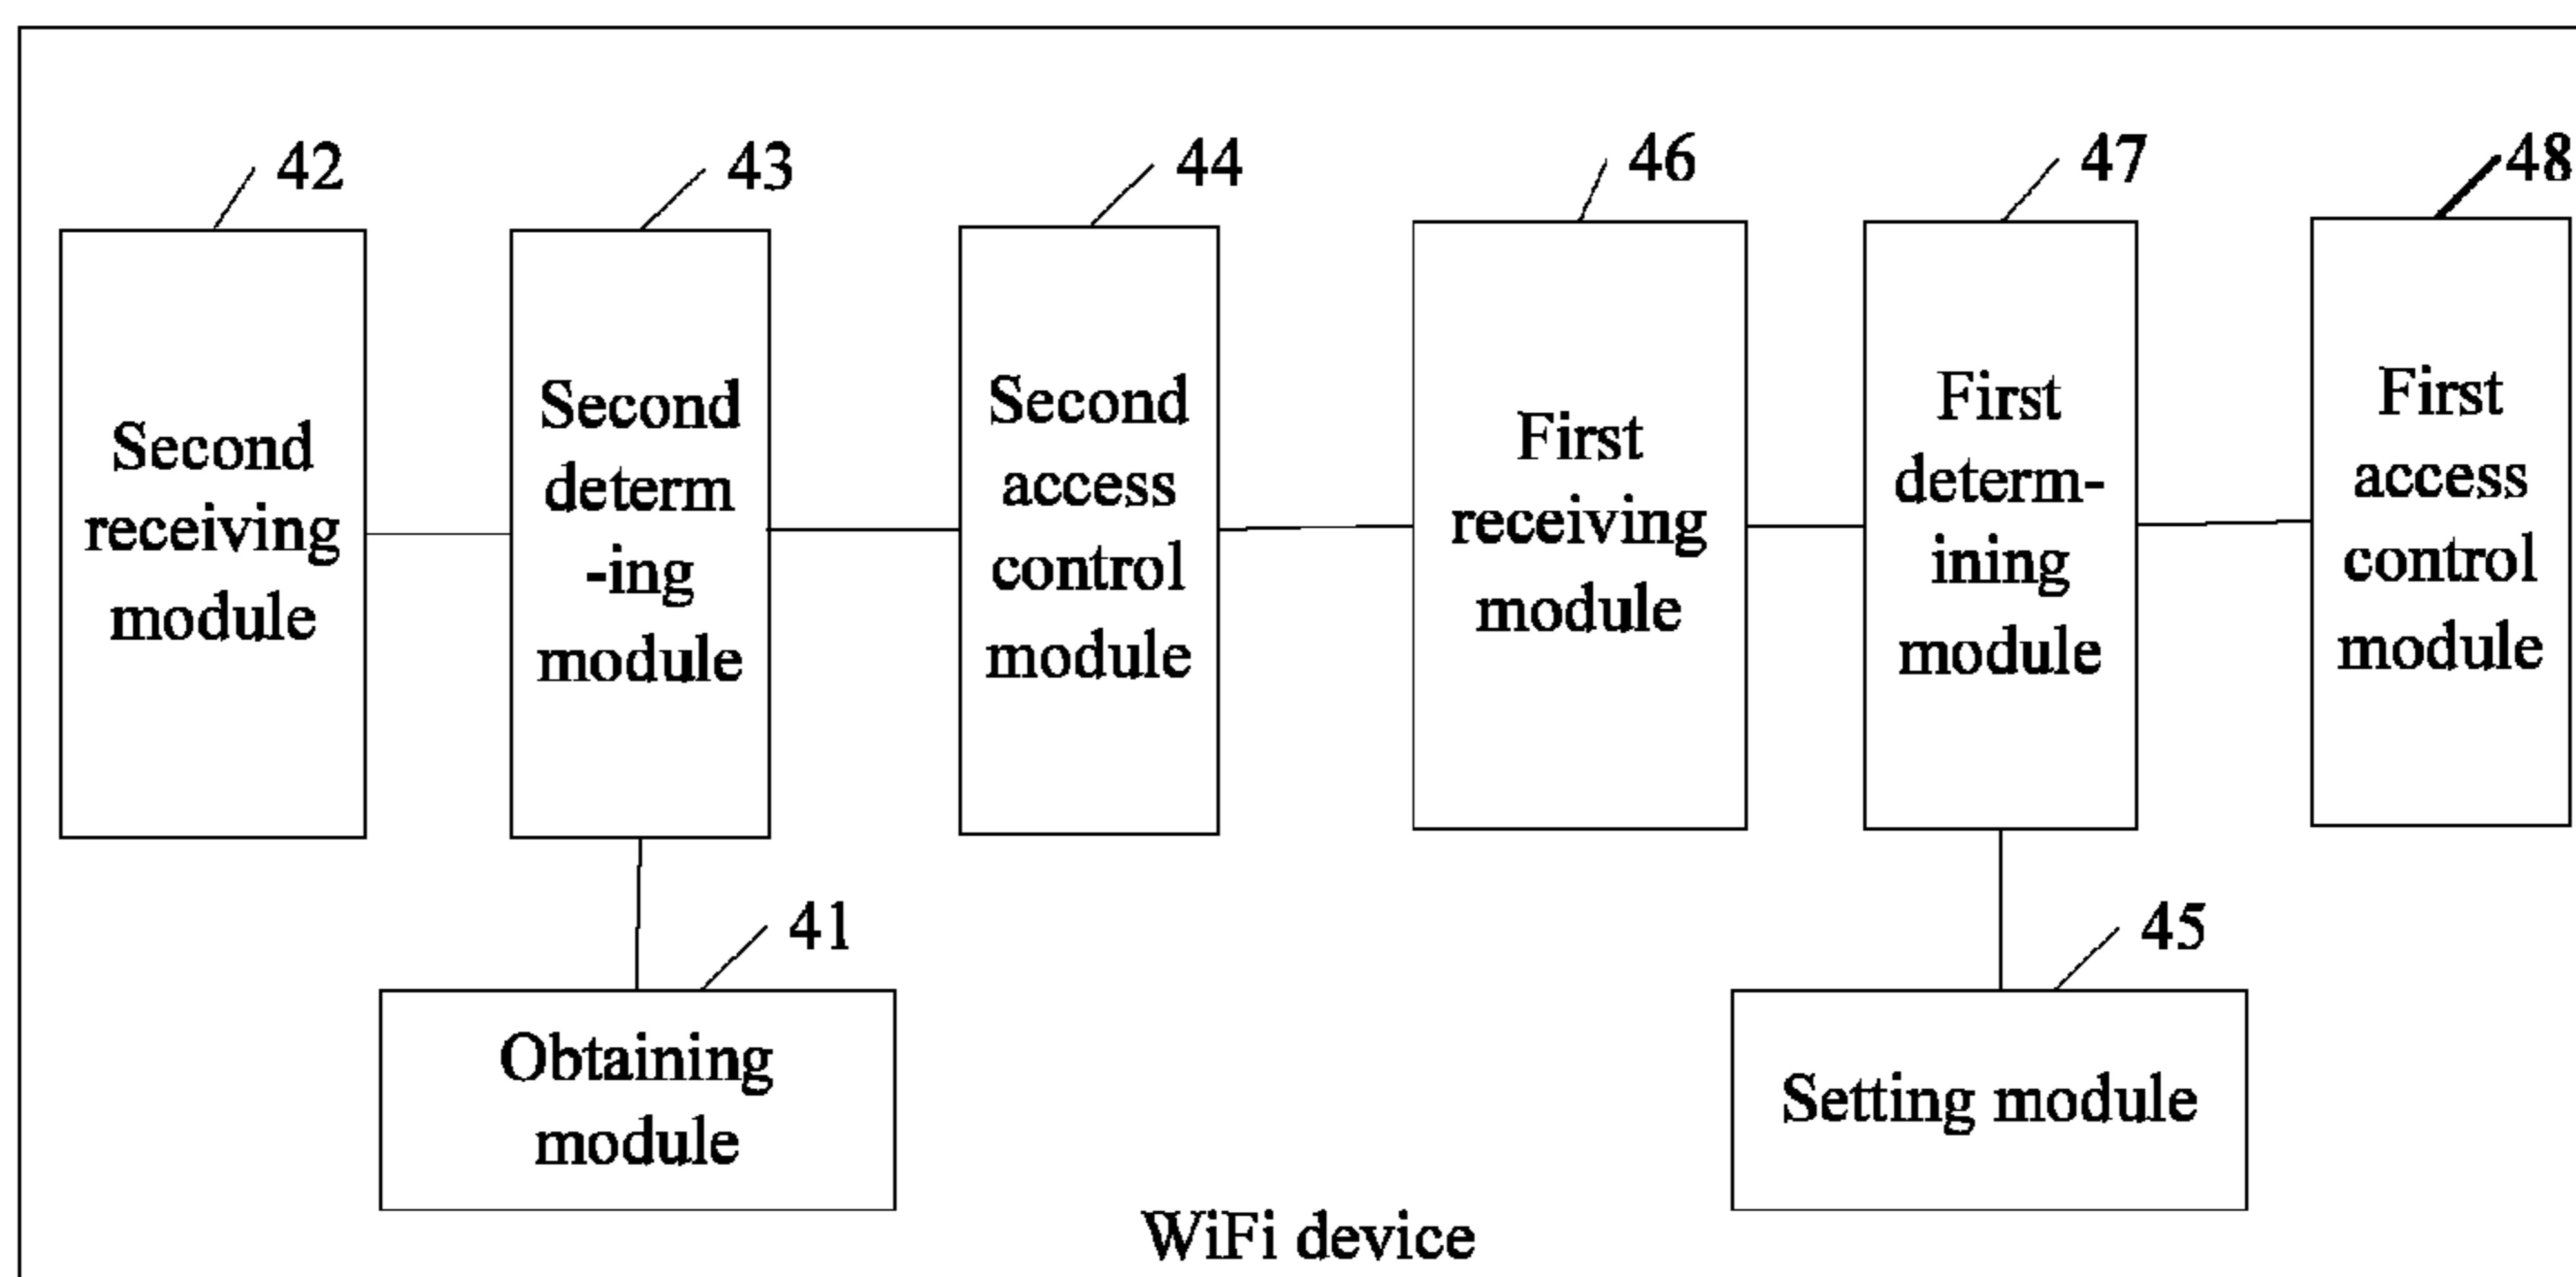 42
43
44
46
47
48
Second
receiving
module
Second
determ
-ing
module
Second
access
control
module
First
receiving
module
First
determ-
ining
module
First
access
control
module
41
45
Obtaining
module
Setting module
WiFi device